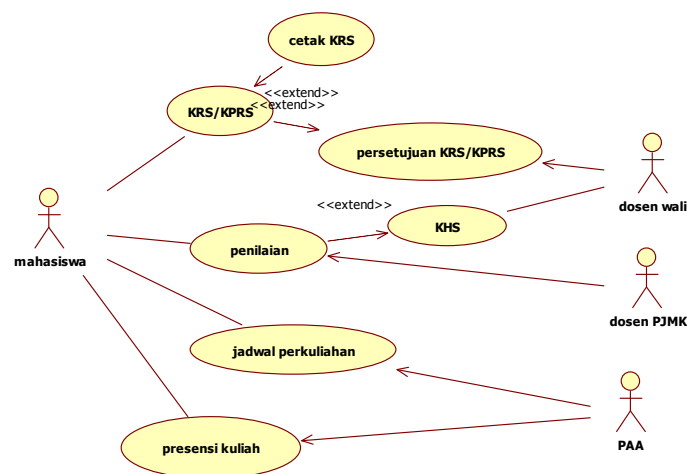 cetak KRS
<<extend>>
<<extend>>
KRS/KPRS
persetujuan KRS/KPRS
dosen wali
<<extend>>
KHS
mahasiswa
penilaian
dosen PJMK
jadwal perkuliahan
presensi kuliah
PAA